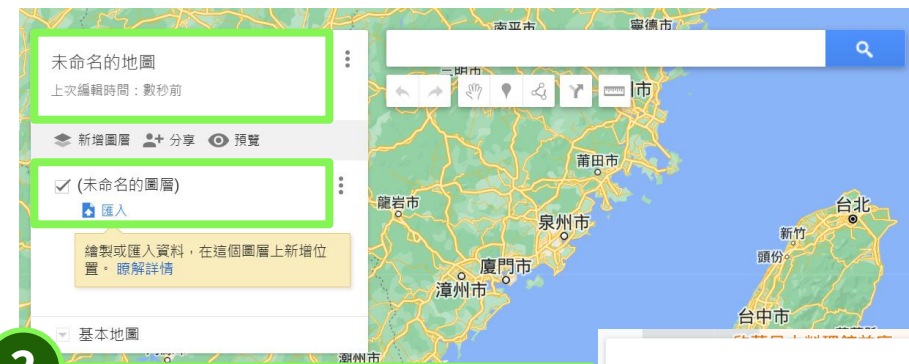 未命名的地圖
上次編輯時間：數秒前
新增圖層 分享 預覽
(未命名的圖層)
匯入
繪製或匯入資料，在這個圖層上新增位
置。瞭解詳情
基本地圖
南平市
寧德市
三明市
市
莆田市
龍岩市
泉州市
廈門市
漳州市
潮州市
台北
新竹
頭份
台中市